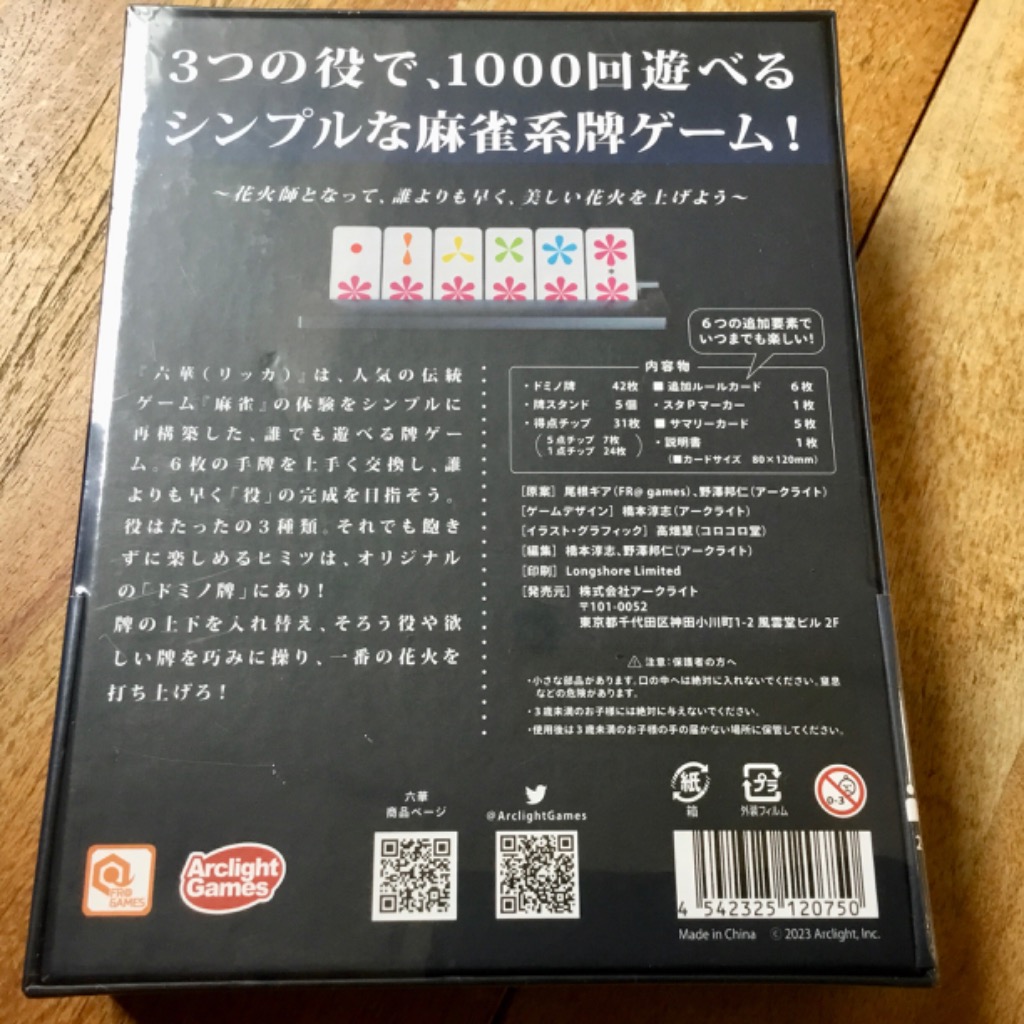 3つの役で、1000回遊べる
シンプルな麻雀系牌ゲーム!
～花火師となって、誰よりも早く、美しい花火を上げよう～
6つの追加要素で
いつまでも楽しい!
『六華(リッカ)』は、人気の伝統
ゲーム『麻雀』の体験をシンプルに
再構築した、誰でも遊べる牌ゲー
ム。6枚の手牌を上手く交換し、誰
よりも早く「役」の完成を目指そう。
役はたったの3種類。それでも飽き
ずに楽しめるヒミツは、オリジナル
の「ドミノ牌」にあり!
牌の上下を入れ替え、そろう役や欲
しい牌を巧みに操り、一番の花火を
打ち上げろ!
内容物
・ドミノ牌 42枚 ■追加ルールカード 6枚
・牌スタンド 5個 ・スタPマーカー 1枚
・得点チップ 31枚 ■サマリーカード 5枚
(5点チップ 7枚 ・説明書 1枚
1点チップ 24枚) (■カードサイズ 80×120mm)
[原案] 尾根ギア(FR@ games)、野澤邦仁(アークライト)
[ゲームデザイン] 橋本淳志(アークライト)
[イラスト・グラフィック] 高畑慧(コロコロ堂)
[編集] 橋本淳志、野澤邦仁(アークライト)
[印刷] Longshore Limited
[発売元] 株式会社アークライト
〒101-0052
東京都千代田区神田小川町1-2 風雲堂ビル 2F
⚠ 注意:保護者の方へ
・小さな部品があります。口の中へは絶対に入れないでください。窒息
などの危険があります。
・3歳未満のお子様には絶対に与えないでください。
・使用後は3歳未満のお子様の手の届かない場所に保管してください。
紙
箱
プラ
外装フィルム
0-3
六華
商品ページ
@ArclightGames
FR@
GAMES
Arclight
Games
4 542325 120750
Made in China © 2023 Arclight, Inc.